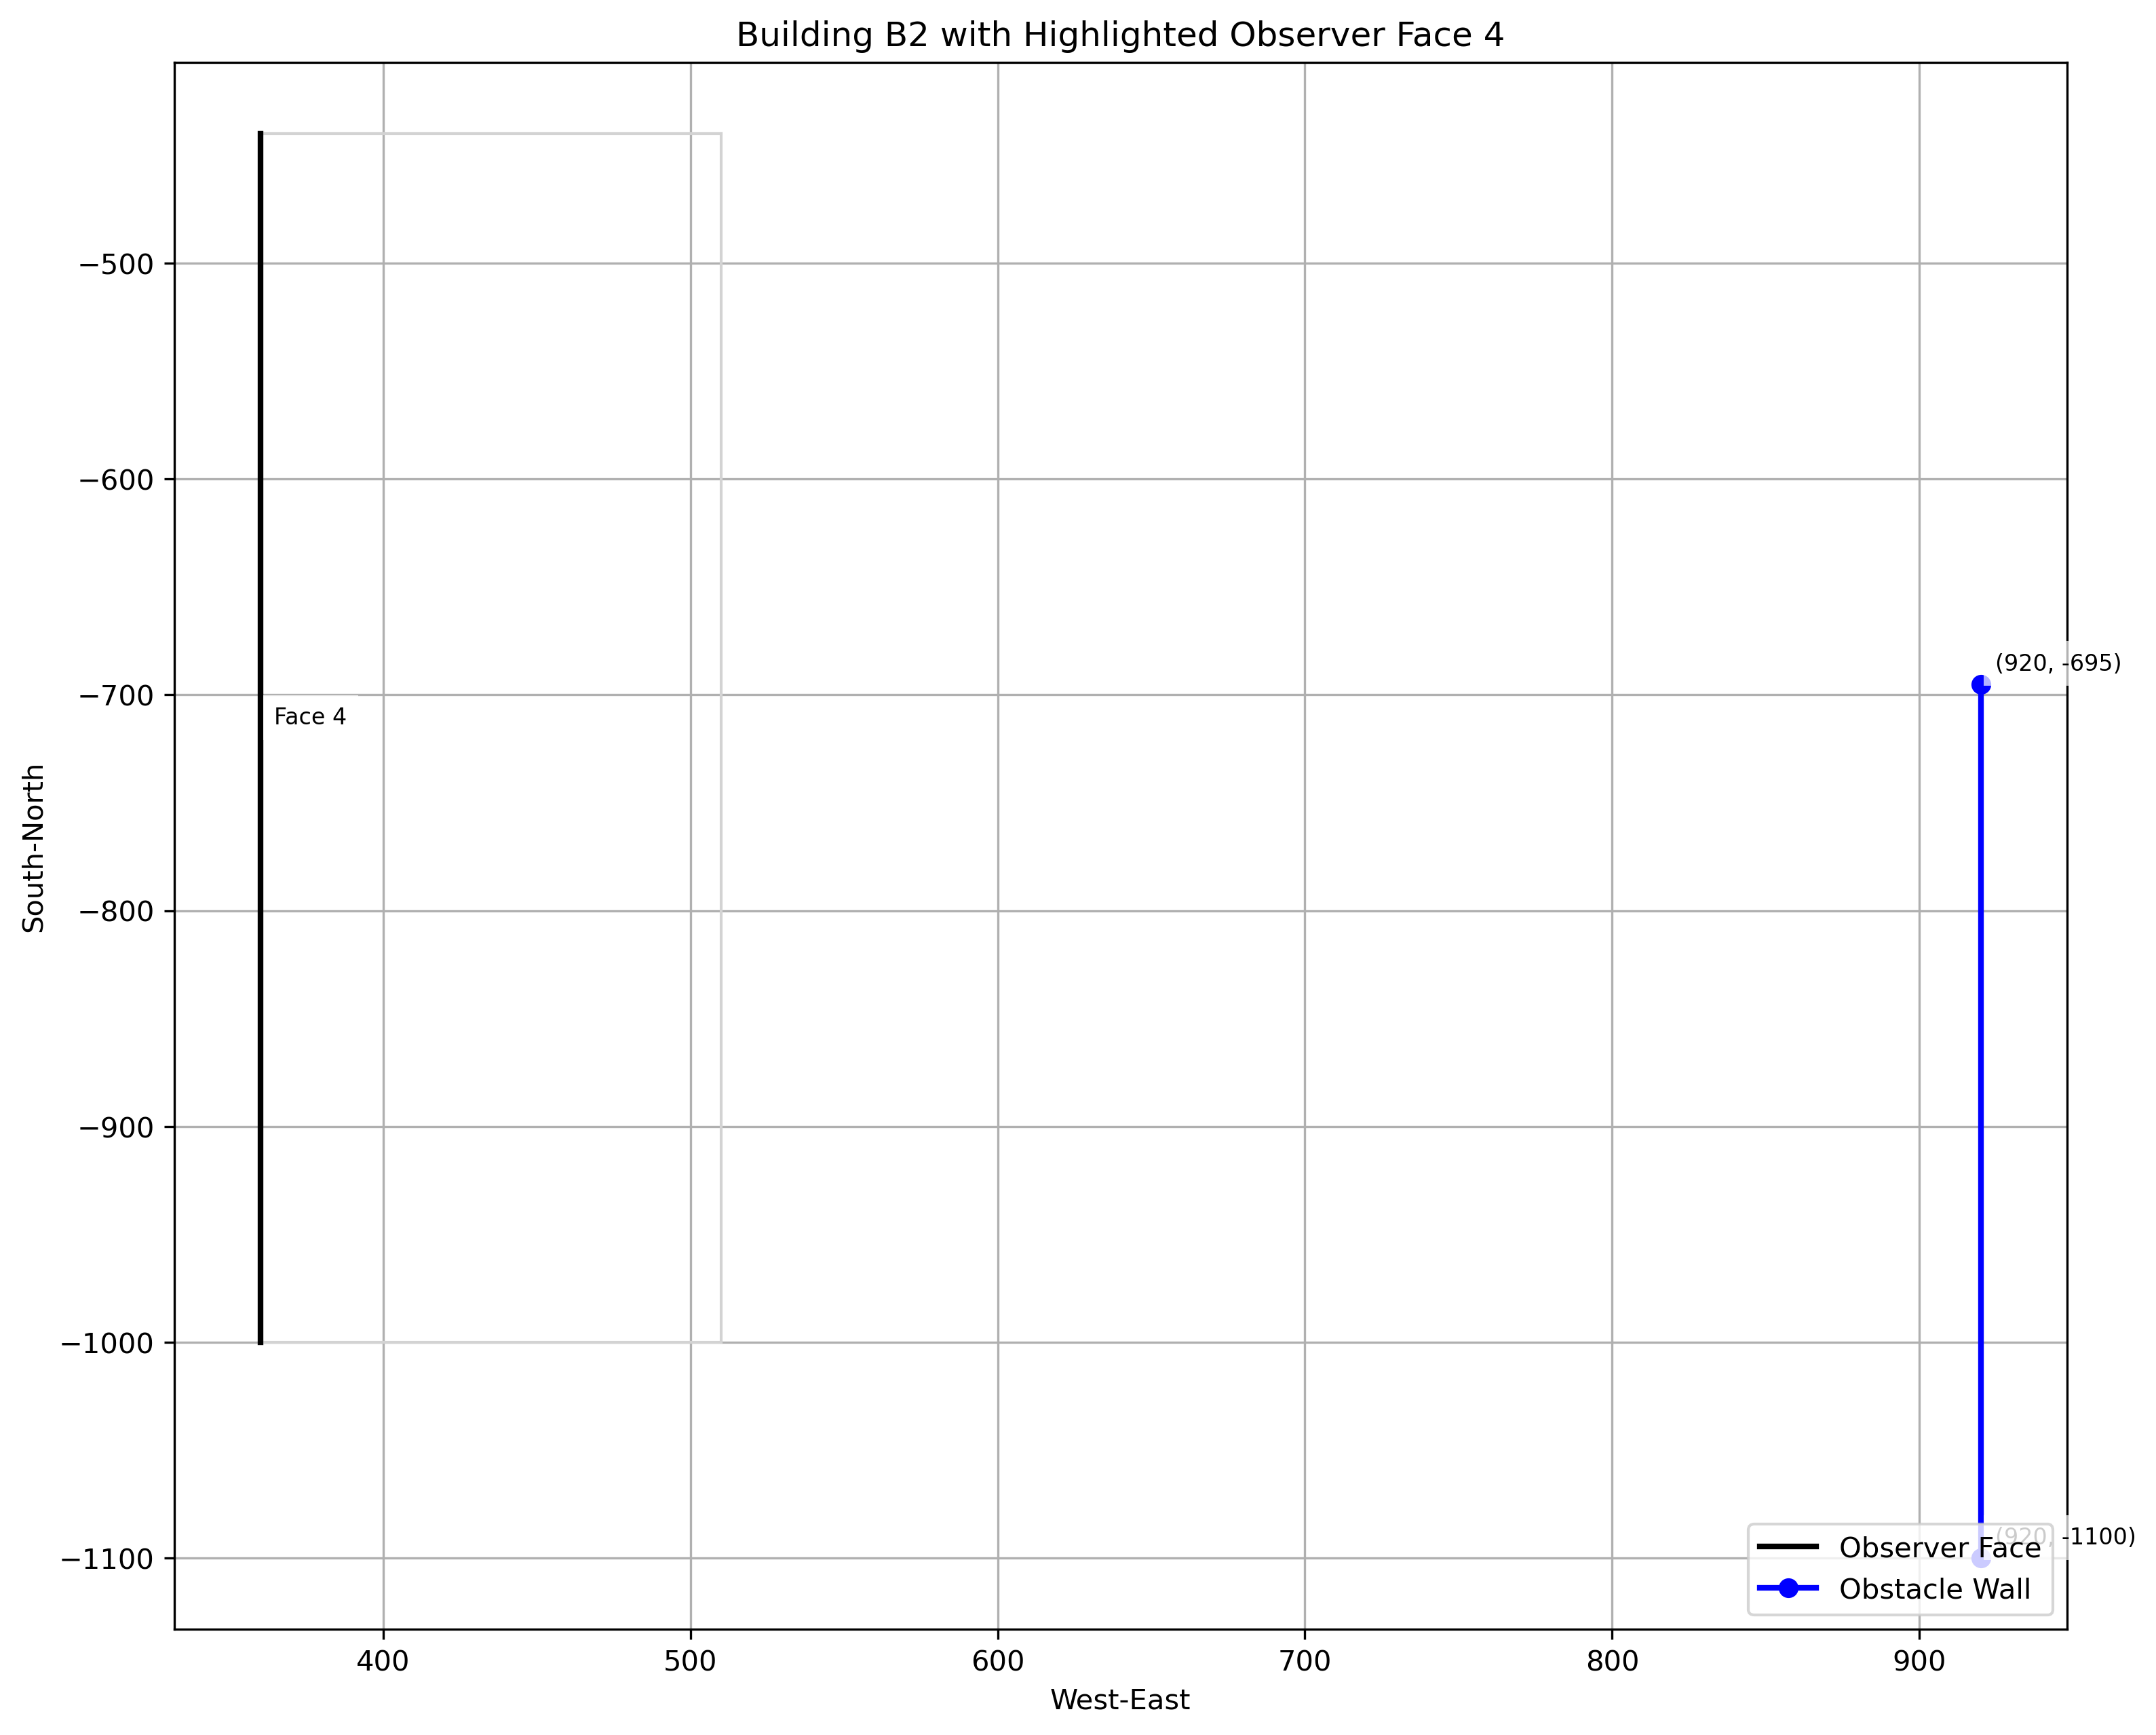 Building B2 with Highlighted Observer Face 4
−500
−600
−700
−800
−900
−1000
−1100
South-North
Face 4
(920, -695)
(920, -1100)
Observer Face
Obstacle Wall
400
500
600
700
800
900
West-East